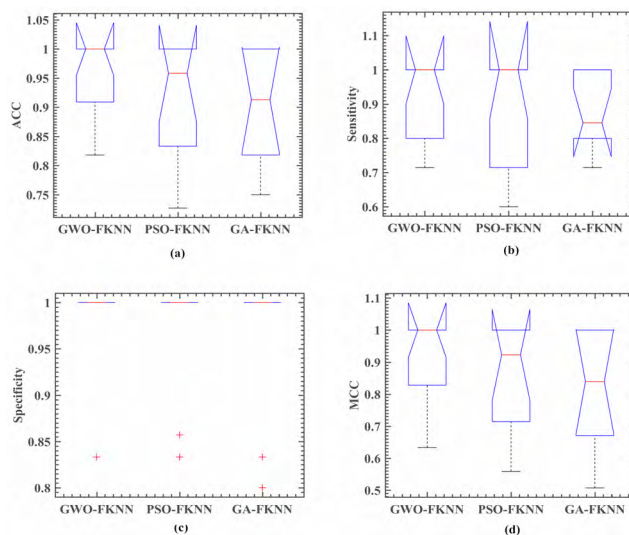 1.05
1
0.95
0.9
0.85
0.8
0.75
ACC
GWO-FKNN PSO-FKNN GA-FKNN
(a)
1.1
1
0.9
0.8
0.7
0.6
Sensitivity
GWO-FKNN PSO-FKNN GA-FKNN
(b)
1
0.95
0.9
0.85
0.8
Specificity
GWO-FKNN PSO-FKNN GA-FKNN
(c)
1.1
1
0.9
0.8
0.7
0.6
0.5
MCC
GWO-FKNN PSO-FKNN GA-FKNN
(d)